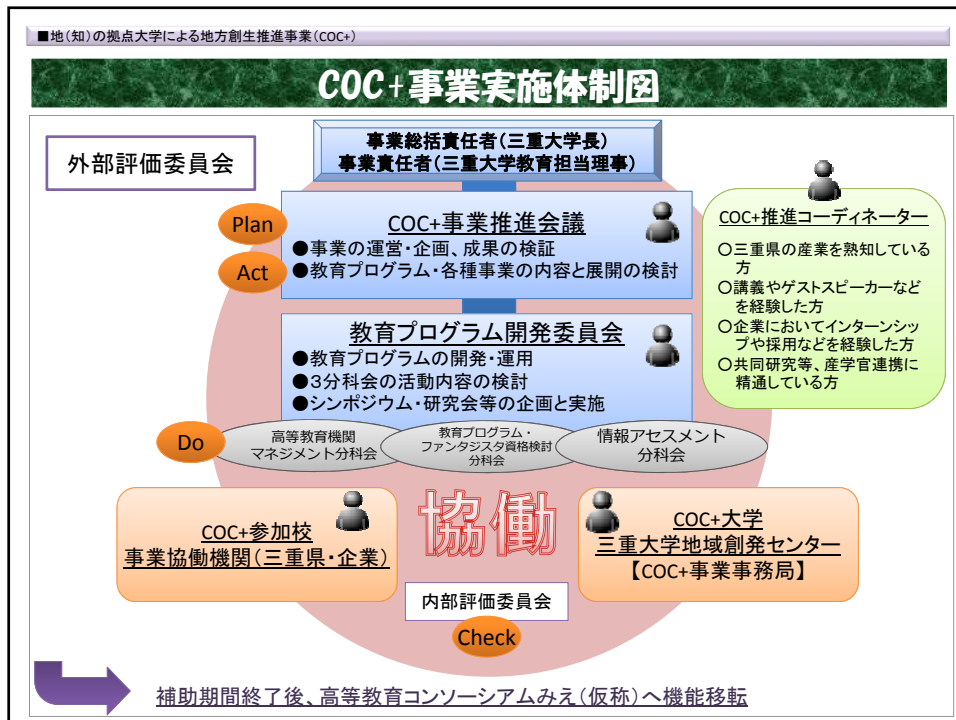 ■地(知)の拠点大学による地方創生推進事業(COC+)
COC+事業実施体制図
外部評価委員会
事業総括責任者(三重大学長)
事業責任者(三重大学教育担当理事)
Plan
Act
COC+事業推進会議
●事業の運営・企画、成果の検証
●教育プログラム・各種事業の内容と展開の検討
COC+推進コーディネーター
〇三重県の産業を熟知している
方
〇講義やゲストスピーカーなど
を経験した方
〇企業においてインターンシッ
プや採用などを経験した方
〇共同研究等、産学官連携に
精通している方
教育プログラム開発委員会
●教育プログラムの開発・運用
●3分科会の活動内容の検討
●シンポジウム・研究会等の企画と実施
Do
高等教育機関
マネジメント分科会
教育プログラム・
ファンタジスタ資格検討
分科会
情報アセスメント
分科会
協働
COC+参加校
事業協働機関(三重県・企業)
COC+大学
三重大学地域創発センター
【COC+事業事務局】
内部評価委員会
Check
補助期間終了後、高等教育コンソーシアムみえ(仮称)へ機能移転